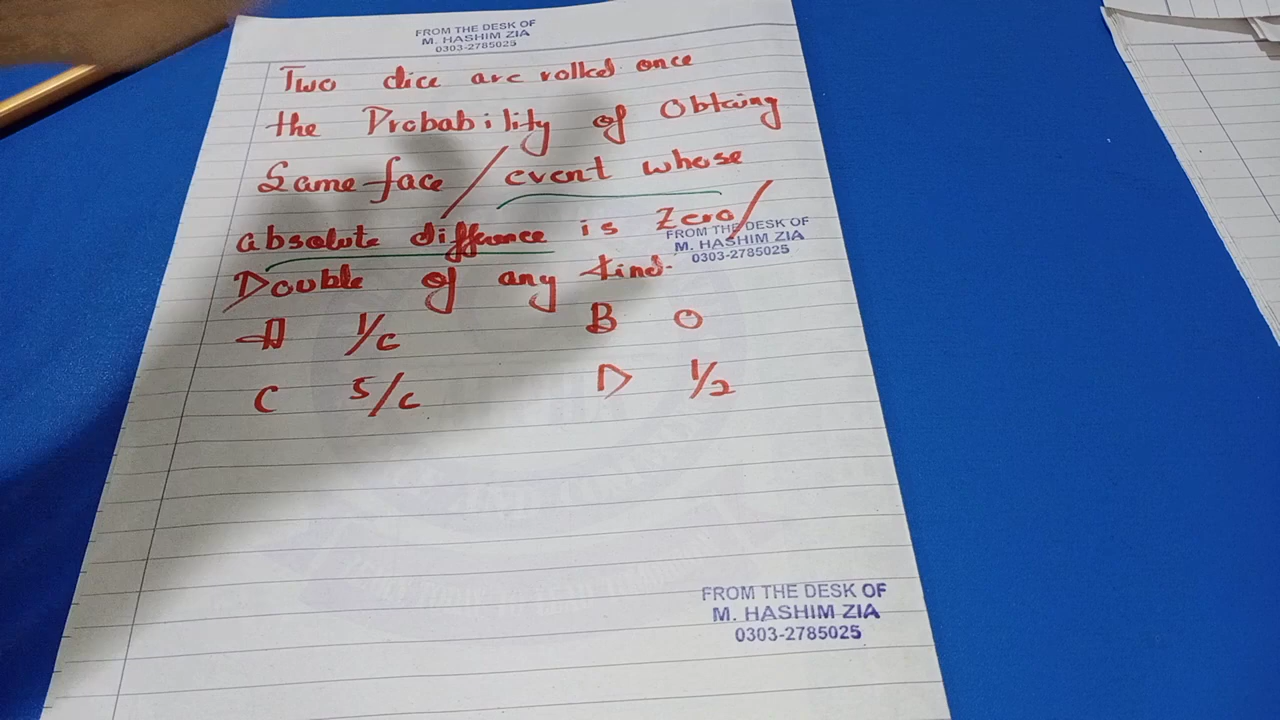 FROM THE DESK OF
M. HASHIM ZIA
0303-2785025
Two dice are rolled once
the Probability of Obtaing
Same face / event whose
absolute difference is Zero /
FROM THE DESK OF
M. HASHIM ZIA
0303-2785025
Double of any kind.
A 1/6 B 0
C 5/6 D 1/2
FROM THE DESK OF
M. HASHIM ZIA
0303-2785025